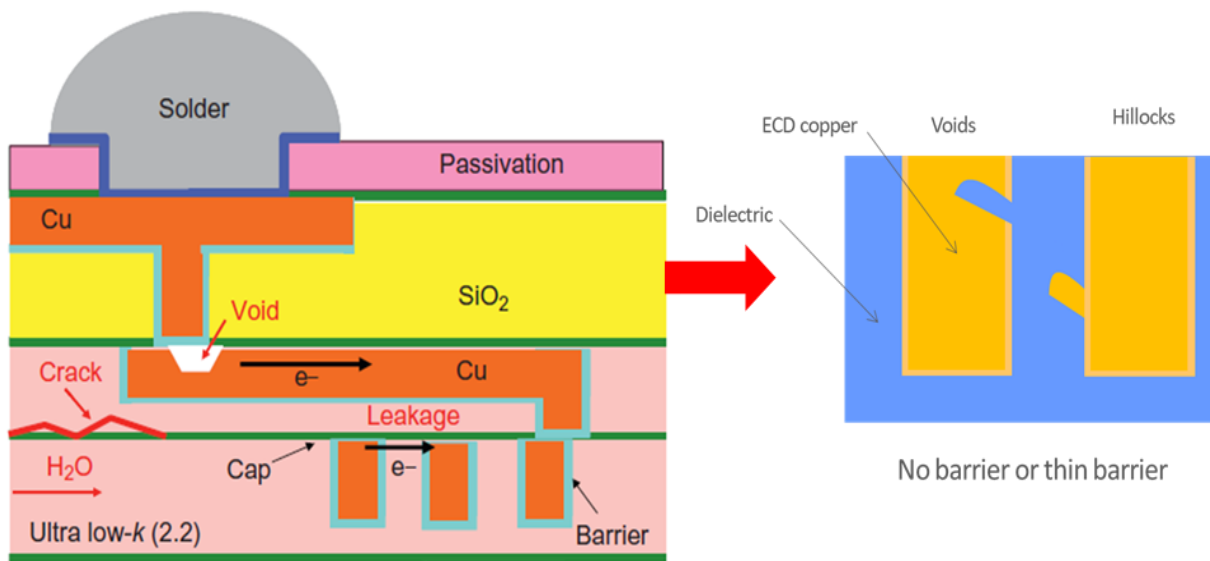 Solder
Passivation
Cu
SiO2
Void
Crack
e–
Cu
Leakage
H2O
Cap
e–
Ultra low-k (2.2)
Barrier
ECD copper
Voids
Hillocks
Dielectric
No barrier or thin barrier